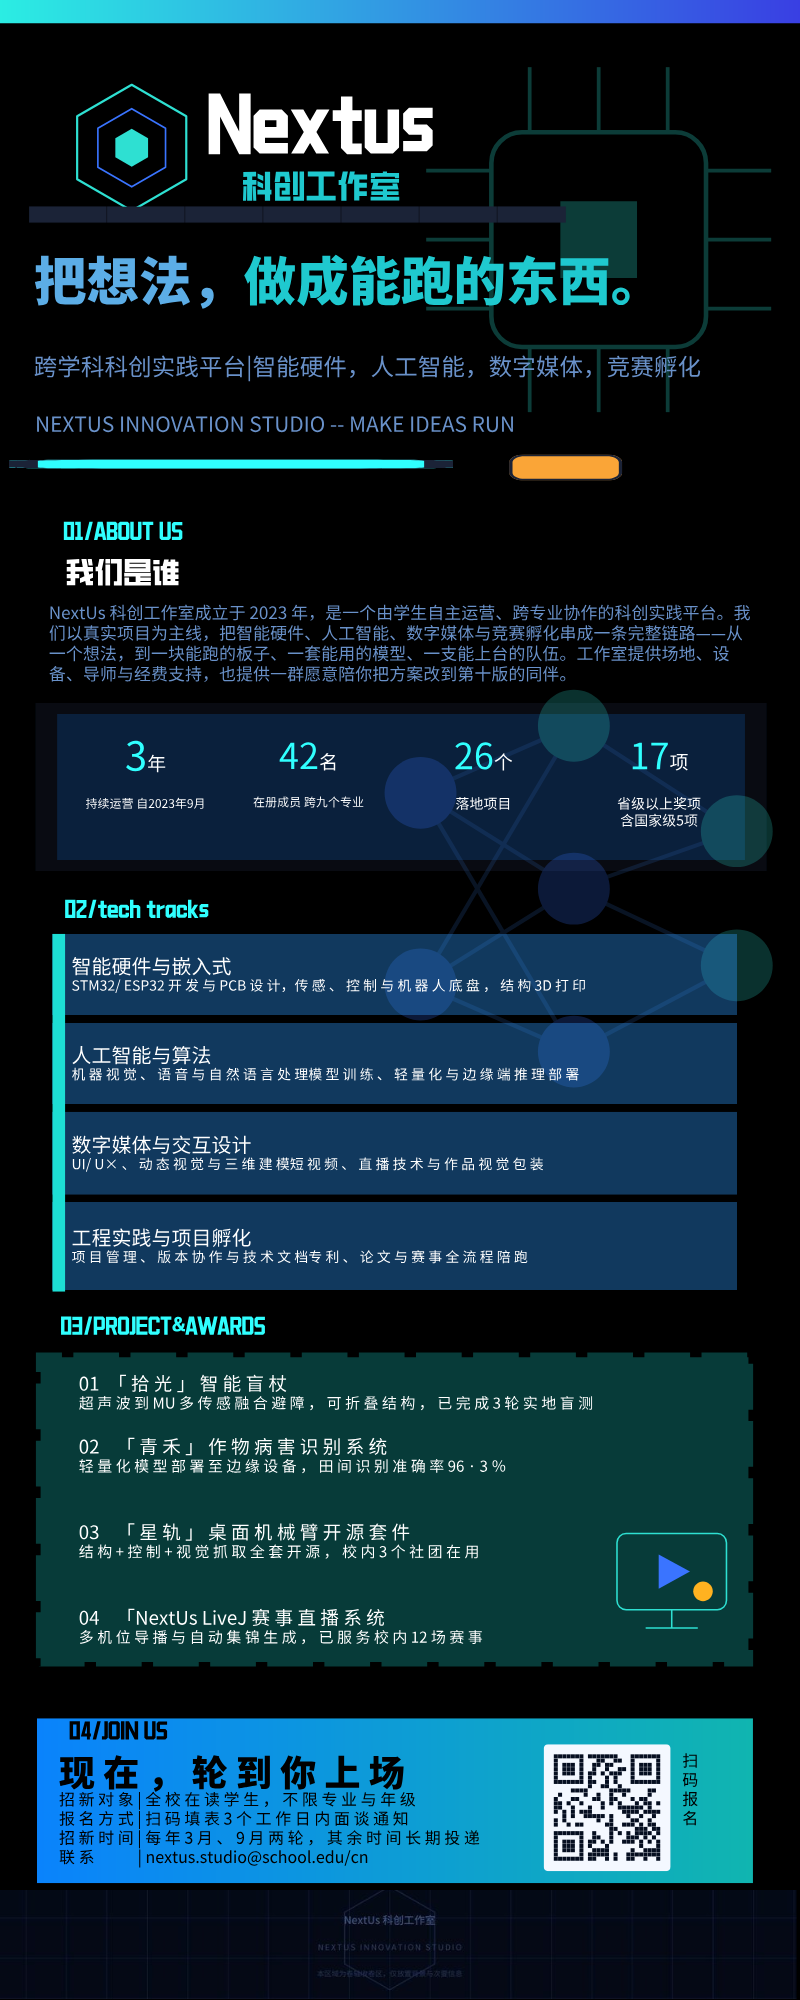 Nextus
科创工作室
把想法，做成能跑的东西。
跨学科科创实践平台|智能硬件，人工智能，数字媒体，竞赛孵化
NEXTUS INNOVATION STUDIO -- MAKE IDEAS RUN
01/ABOUT US
我们是谁
NextUs 科创工作室成立于 2023 年，是一个由学生自主运营、跨专业协作的科创实践平台。我
们以真实项目为主线，把智能硬件、人工智能、数字媒体与竞赛孵化串成一条完整链路——从
一个想法，到一块能跑的板子、一套能用的模型、一支能上台的队伍。工作室提供场地、设
备、导师与经费支持，也提供一群愿意陪你把方案改到第十版的同伴。
3年
持续运营 自2023年9月
42名
在册成员 跨九个专业
26个
落地项目
17项
省级以上奖项
含国家级5项
02/tech tracks
智能硬件与嵌入式
STM32/ESP32开发与PCB设计,传感、控制与机器人底盘，结构3D打印
人工智能与算法
机器视觉、语音与自然语言处理模型训练、轻量化与边缘端推理部署
数字媒体与交互设计
UI/U×、动态视觉与三维建模短视频、直播技术与作品视觉包装
工程实践与项目孵化
项目管理、版本协作与技术文档专利、论文与赛事全流程陪跑
03/PROJECT&AWARDS
01 「拾光」智能盲杖
超声波到MU多传感融合避障，可折叠结构，已完成3轮实地盲测
02 「青禾」作物病害识别系统
轻量化模型部署至边缘设备，田间识别准确率96·3%
03 「星轨」桌面机械臂开源套件
结构+控制+视觉抓取全套开源，校内3个社团在用
04 「NextUs LiveJ 赛事直播系统
多机位导播与自动集锦生成，已服务校内12场赛事
04/JOIN US
现在，轮到你上场
招新对象|全校在读学生，不限专业与年级
报名方式|扫码填表3个工作日内面谈通知
招新时间|每年3月、9月两轮，其余时间长期投递
联系 |nextus.studio@school.edu/cn
扫码报名
NextUs 科创工作室
NEXTUS INNOVATION STUDIO